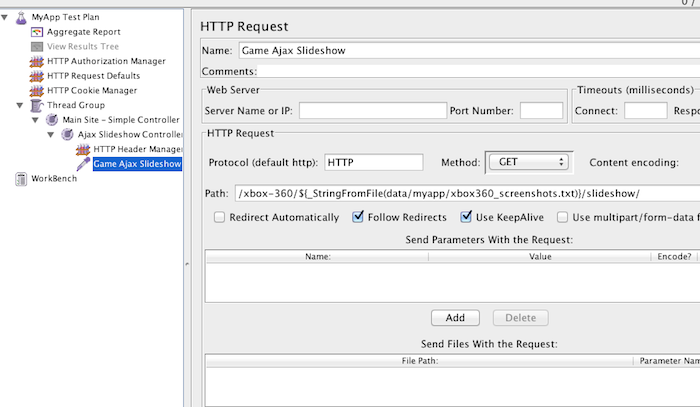 0 /
MyApp Test Plan
Aggregate Report
View Results Tree
HTTP Authorization Manager
HTTP Request Defaults
HTTP Cookie Manager
Thread Group
Main Site - Simple Controller
Ajax Slideshow Controlle
HTTP Header Manage
Game Ajax Slideshow
WorkBench
HTTP Request
Name: Game Ajax Slideshow
Comments:
Web Server Timeouts (milliseconds)
Server Name or IP: Port Number: Connect: Respo
HTTP Request
Protocol (default http): HTTP Method: GET Content encoding:
Path: /xbox-360/${_StringFromFile(data/myapp/xbox360_screenshots.txt)}/slideshow/
Redirect Automatically Follow Redirects Use KeepAlive Use multipart/form-data f
Send Parameters With the Request:
Name: Value Encode?
Add Delete
Send Files With the Request:
File Path: Parameter Nam